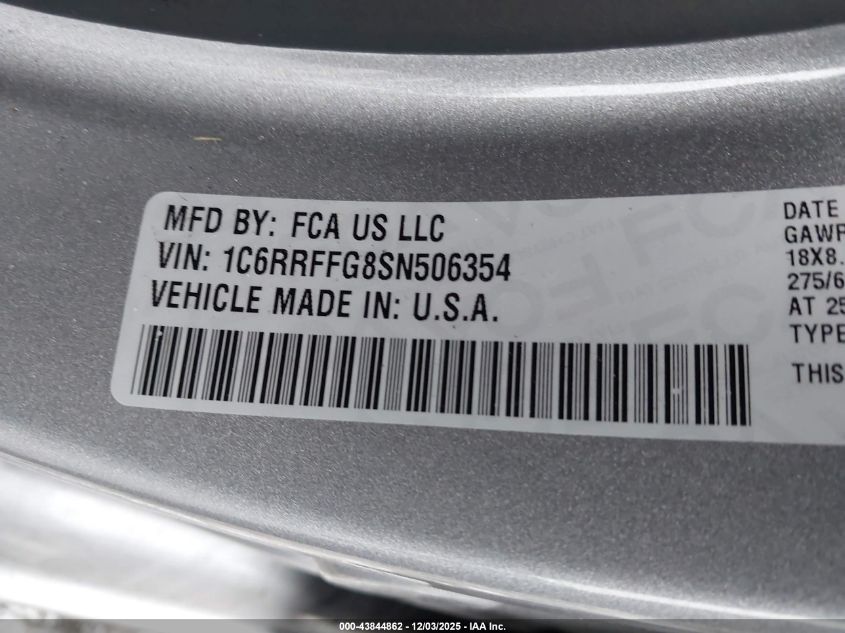 MFD BY: FCA US LLC
VIN: 1C6RRFFG8SN506354
VEHICLE MADE IN: U.S.A.
DATE
GAWR
18X8.
275/6
AT 25
TYPE
THIS
000-43844862 - 12/03/2025 - IAA Inc.